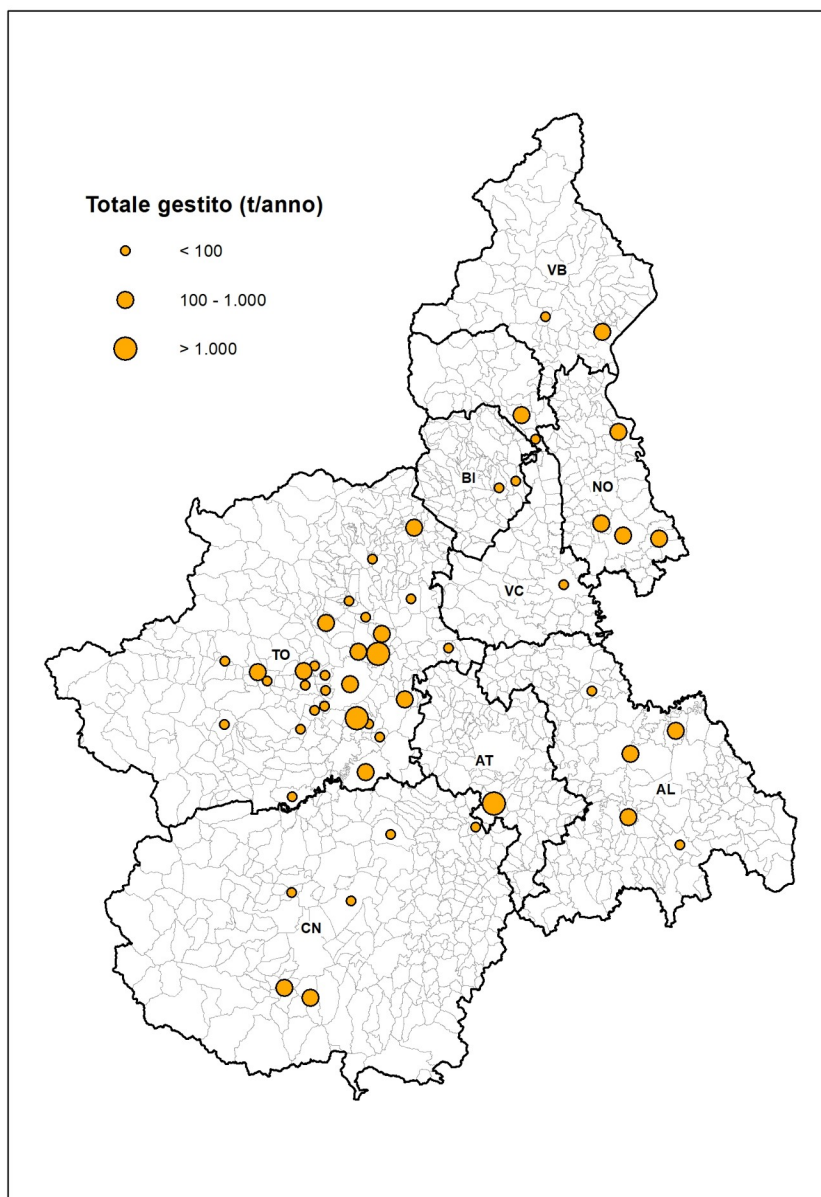 Totale gestito (t/anno)
< 100
100 - 1.000
> 1.000
VB
BI
NO
VC
TO
AT
AL
CN